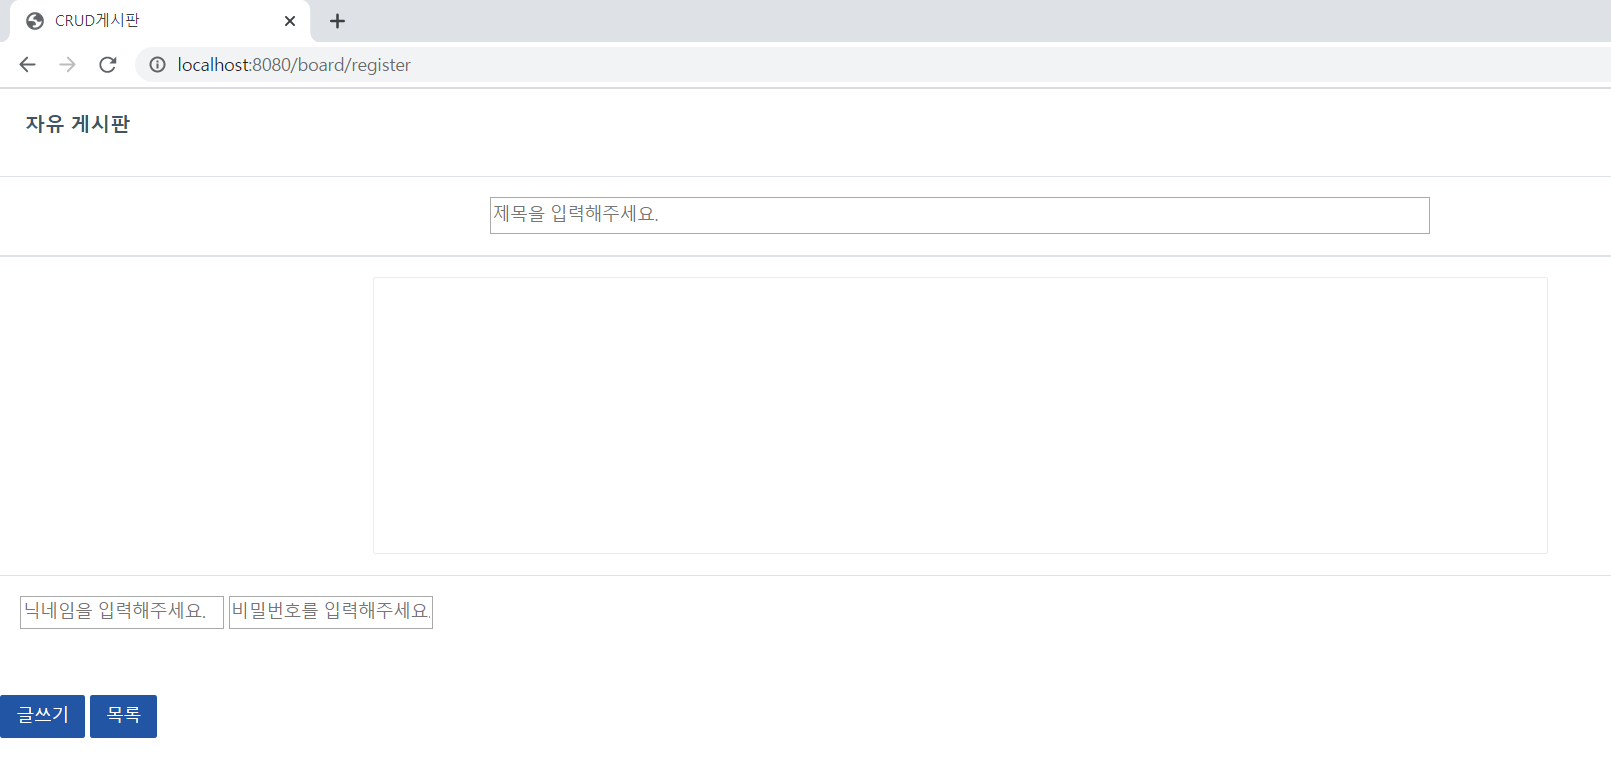 CRUD게시판
localhost:8080/board/register
자유 게시판
제목을 입력해주세요.
닉네임을 입력해주세요. 비밀번호를 입력해주세요.
글쓰기 목록